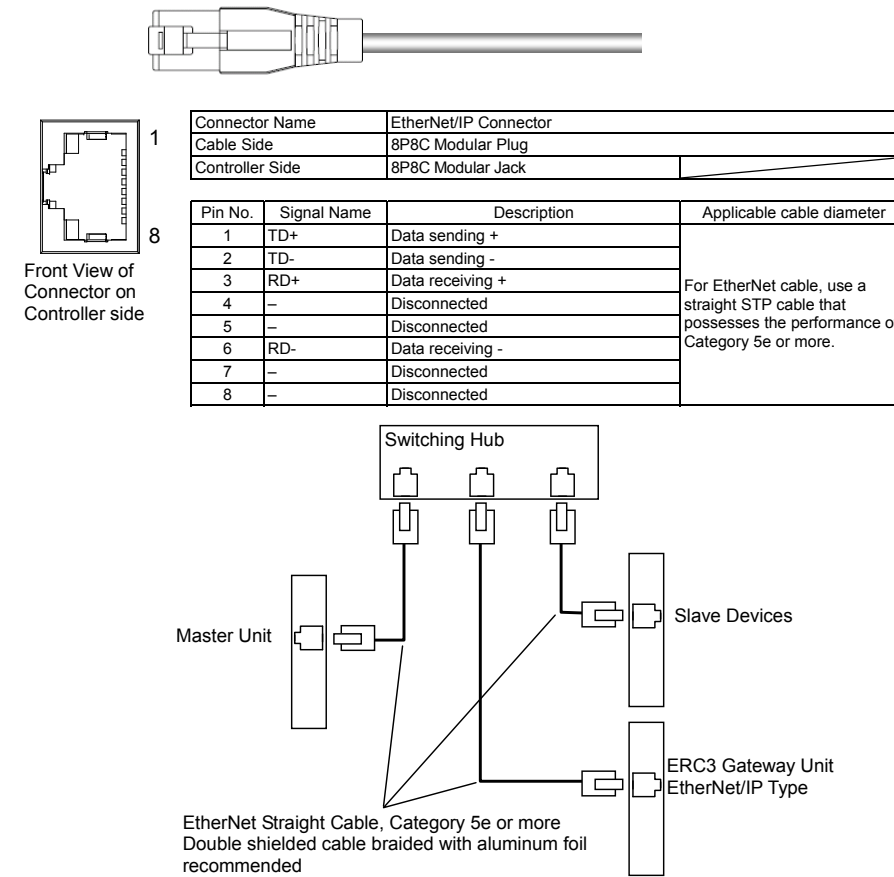 Connector Name EtherNet/IP Connector
Cable Side 8P8C Modular Plug
Controller Side 8P8C Modular Jack
1
8
Front View of
Connector on
Controller side
Pin No. Signal Name Description Applicable cable diameter
1 TD+ Data sending +
2 TD- Data sending -
3 RD+ Data receiving +
4 – Disconnected
5 – Disconnected
6 RD- Data receiving -
7 – Disconnected
8 – Disconnected
For EtherNet cable, use a
straight STP cable that
possesses the performance o
Category 5e or more.
Switching Hub
Master Unit
Slave Devices
ERC3 Gateway Unit
EtherNet/IP Type
EtherNet Straight Cable, Category 5e or more
Double shielded cable braided with aluminum foil
recommended